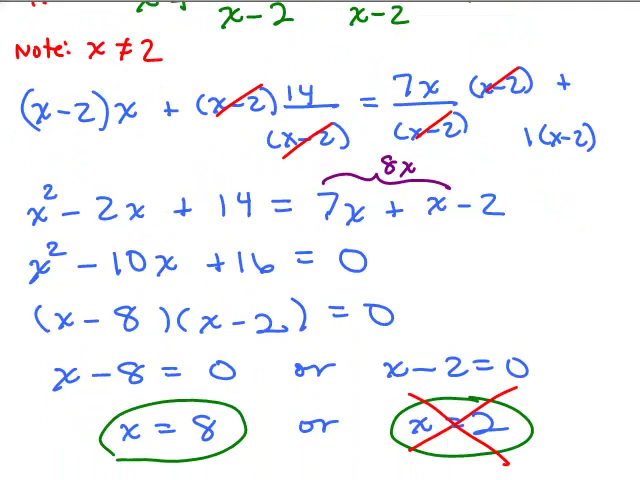 x-2 x-2
Note: x ≠ 2
(x-2)x + (x-2) 14/(x-2) = 7x/(x-2) (x-2) + 1(x-2)
8x
x² - 2x + 14 = 7x + x - 2
x² - 10x + 16 = 0
(x - 8)(x - 2) = 0
x - 8 = 0 or x - 2 = 0
x = 8 or x = 2